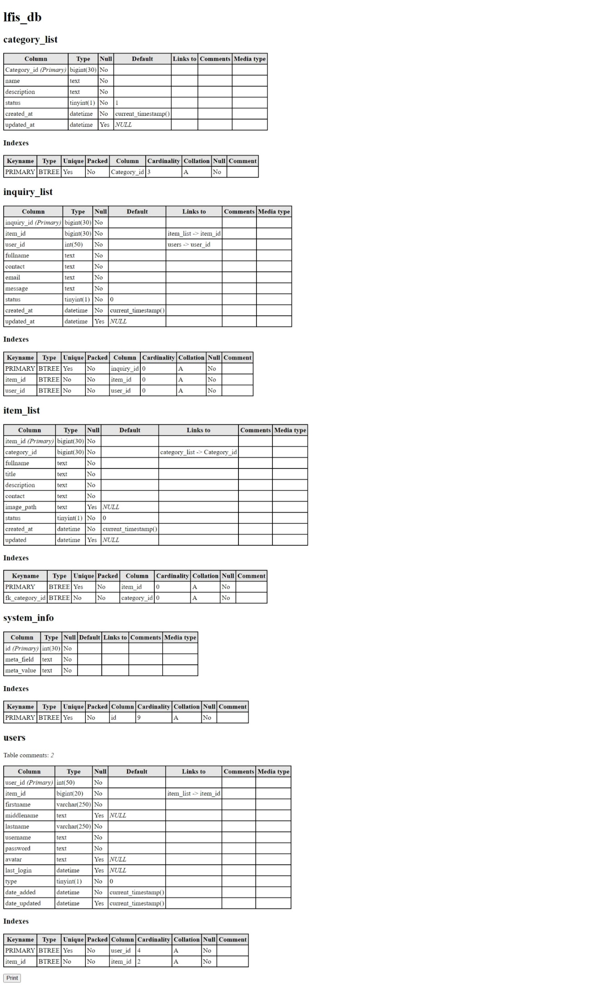 lfis_db
category_list
Column Type Null Default Links to Comments Media type
Category_id (Primary) bigint(30) No
name text No
description text No
status tinyint(1) No 1
created_at datetime No current_timestamp()
updated_at datetime Yes NULL
Indexes
Keyname Type Unique Packed Column Cardinality Collation Null Comment
PRIMARY BTREE Yes No Category_id 3 A No
inquiry_list
Column Type Null Default Links to Comments Media type
inquiry_id (Primary) bigint(30) No
item_id bigint(30) No item_list -> item_id
user_id int(50) No users -> user_id
fullname text No
contact text No
email text No
message text No
status tinyint(1) No 0
created_at datetime No current_timestamp()
updated_at datetime Yes NULL
Indexes
Keyname Type Unique Packed Column Cardinality Collation Null Comment
PRIMARY BTREE Yes No inquiry_id 0 A No
item_id BTREE No No item_id 0 A No
user_id BTREE No No user_id 0 A No
item_list
Column Type Null Default Links to Comments Media type
item_id (Primary) bigint(30) No
category_id bigint(30) No category_list -> Category_id
fullname text No
title text No
description text No
contact text No
image_path text Yes NULL
status tinyint(1) No 0
created_at datetime No current_timestamp()
updated datetime Yes NULL
Indexes
Keyname Type Unique Packed Column Cardinality Collation Null Comment
PRIMARY BTREE Yes No item_id 0 A No
fk_category_id BTREE No No category_id 0 A No
system_info
Column Type Null Default Links to Comments Media type
id (Primary) int(30) No
meta_field text No
meta_value text No
Indexes
Keyname Type Unique Packed Column Cardinality Collation Null Comment
PRIMARY BTREE Yes No id 9 A No
users
Table comments: 2
Column Type Null Default Links to Comments Media type
user_id (Primary) int(50) No
item_id bigint(20) No item_list -> item_id
firstname varchar(250) No
middlename text Yes NULL
lastname varchar(250) No
username text No
password text No
avatar text Yes NULL
last_login datetime Yes NULL
type tinyint(1) No 0
date_added datetime No current_timestamp()
date_updated datetime Yes current_timestamp()
Indexes
Keyname Type Unique Packed Column Cardinality Collation Null Comment
PRIMARY BTREE Yes No user_id 4 A No
item_id BTREE No No item_id 2 A No
Print